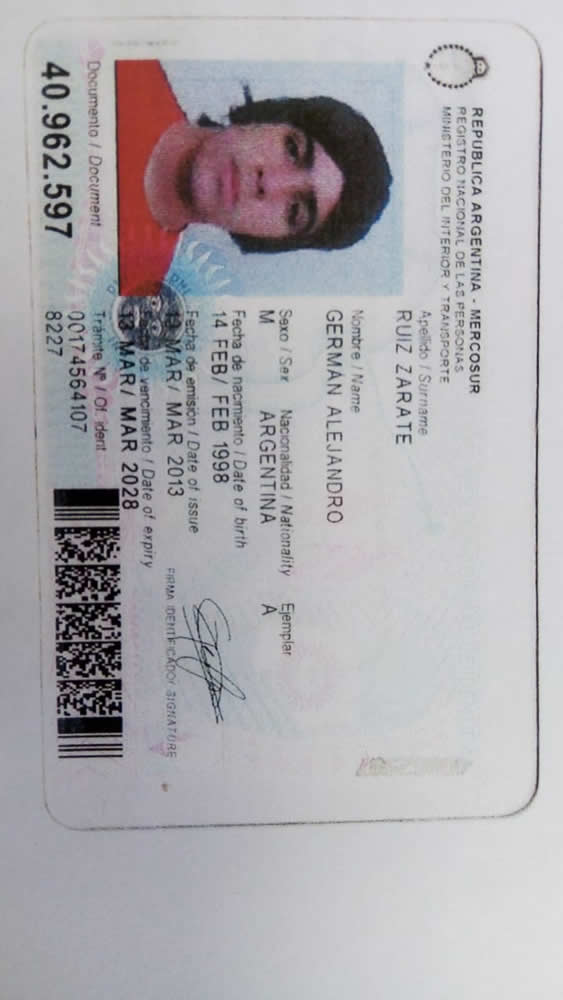 REPUBLICA ARGENTINA - MERCOSUR
REGISTRO NACIONAL DE LAS PERSONAS
MINISTERIO DEL INTERIOR Y TRANSPORTE
Apellido / Surname
RUIZ ZARATE
Nombre / Name
GERMÁN ALEJANDRO
Sexo / Sex Nacionalidad / Nationality Ejemplar
M ARGENTINA A
Fecha de nacimiento / Date of birth
14 FEB/ FEB 1998
Fecha de emisión / Date of issue
13 MAR/ MAR 2013
Fecha de vencimiento / Date of expiry
13 MAR/ MAR 2028
FIRMA IDENTIFICADO/ SIGNATURE
Documento / Document
40.962.597
Trámite Nº / Of. ident.
00174564107
8227